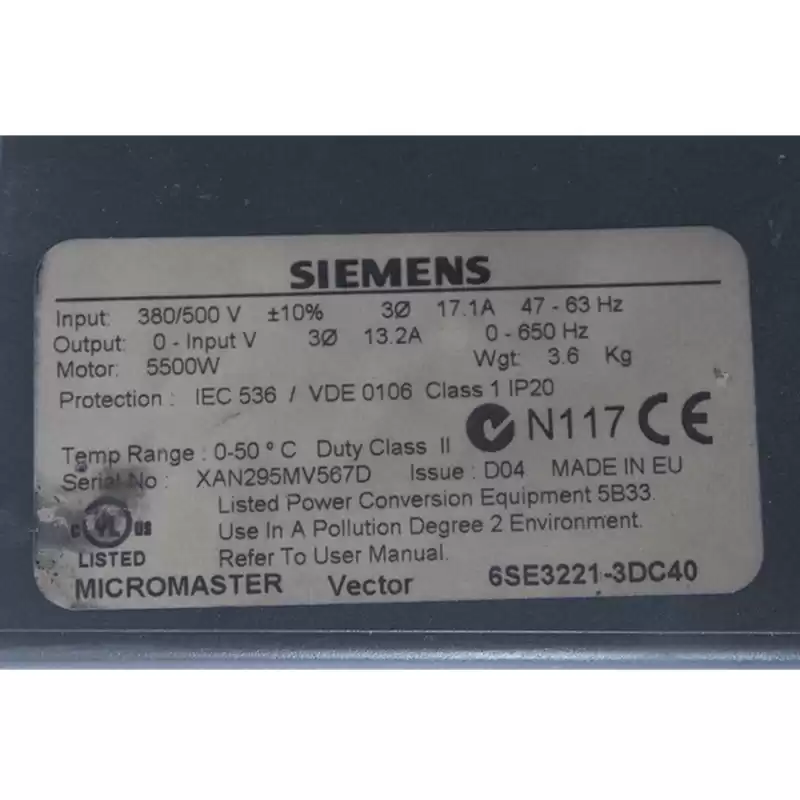 SIEMENS
Input: 380/500 V ±10% 3Ø 17.1A 47 - 63 Hz
Output: 0 - Input V 3Ø 13.2A 0 - 650 Hz
Motor: 5500W Wgt: 3.6 Kg
Protection : IEC 536 / VDE 0106 Class 1 IP20
N117 CE
Temp Range : 0-50 º C Duty Class II
Serial No : XAN295MV567D Issue : D04 MADE IN EU
Listed Power Conversion Equipment 5B33.
c UL US Use In A Pollution Degree 2 Environment.
LISTED Refer To User Manual.
MICROMASTER Vector 6SE3221-3DC40